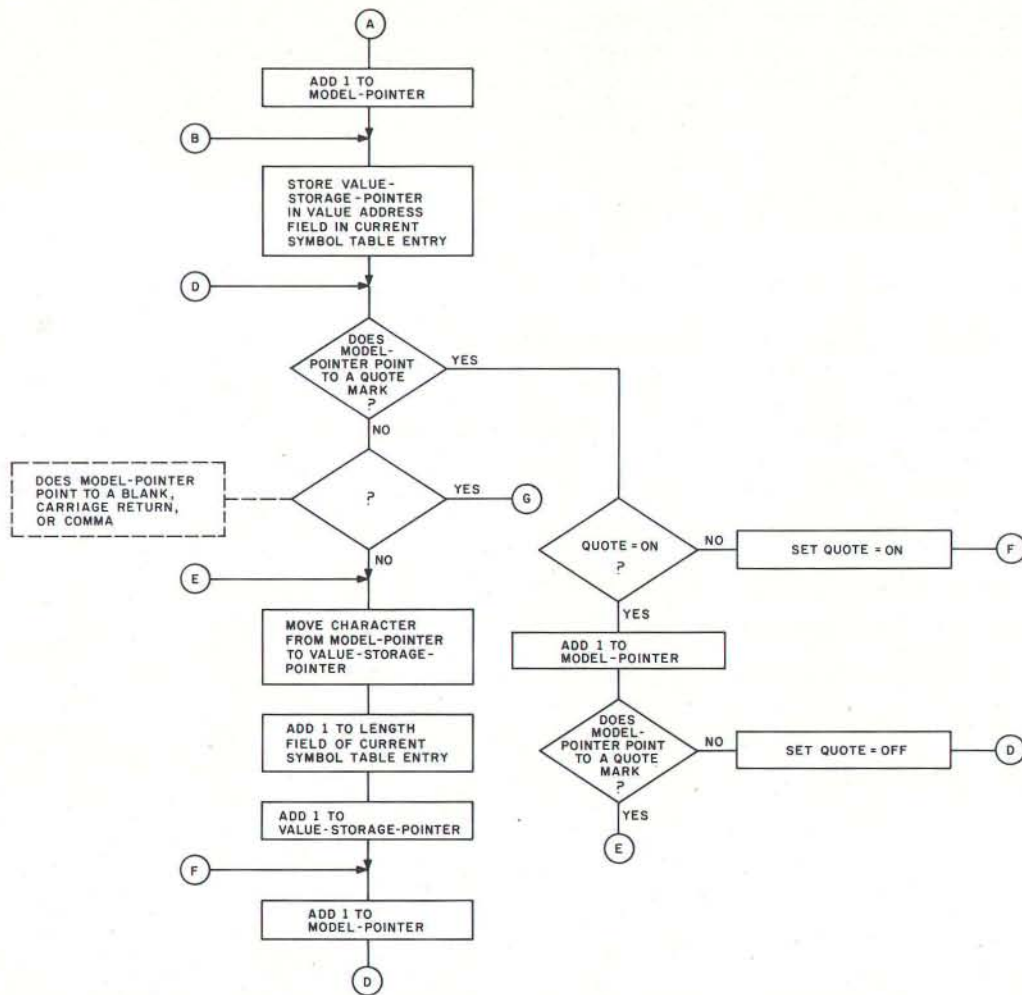 A
ADD 1 TO
MODEL-POINTER
B
STORE VALUE-
STORAGE-POINTER
IN VALUE ADDRESS
FIELD IN CURRENT
SYMBOL TABLE ENTRY
D
DOES
MODEL-
POINTER POINT
TO A QUOTE
MARK
?
YES
NO
DOES MODEL-POINTER
POINT TO A BLANK,
CARRIAGE RETURN,
OR COMMA
?
YES
G
NO
E
MOVE CHARACTER
FROM MODEL-POINTER
TO VALUE-STORAGE-
POINTER
ADD 1 TO LENGTH
FIELD OF CURRENT
SYMBOL TABLE ENTRY
ADD 1 TO
VALUE-STORAGE-POINTER
F
ADD 1 TO
MODEL-POINTER
D
QUOTE = ON
?
NO
SET QUOTE = ON
F
YES
ADD 1 TO
MODEL-POINTER
DOES
MODEL-
POINTER POINT
TO A QUOTE
MARK
?
NO
SET QUOTE = OFF
D
YES
E